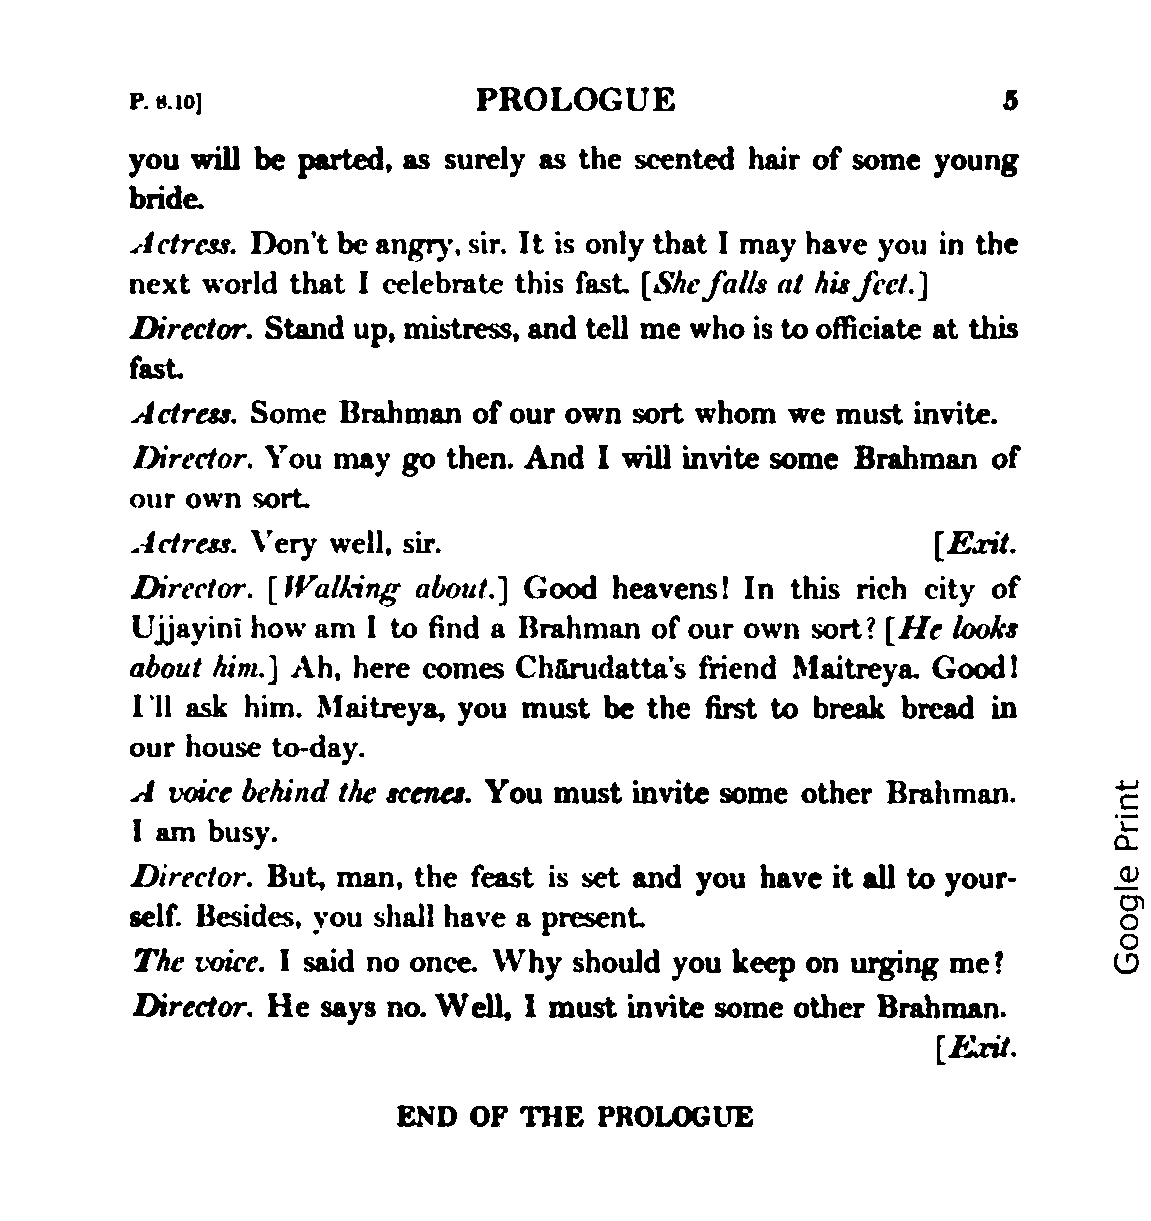 P. 8.10] PROLOGUE 5
you will be parted, as surely as the scented hair of some young
bride.
Actress. Don't be angry, sir. It is only that I may have you in the
next world that I celebrate this fast. [She falls at his feet.]
Director. Stand up, mistress, and tell me who is to officiate at this
fast.
Actress. Some Brahman of our own sort whom we must invite.
Director. You may go then. And I will invite some Brahman of
our own sort.
Actress. Very well, sir. [Exit.
Director. [Walking about.] Good heavens! In this rich city of
Ujjayinī how am I to find a Brahman of our own sort? [He looks
about him.] Ah, here comes Chārudatta's friend Maitreya. Good!
I'll ask him. Maitreya, you must be the first to break bread in
our house to-day.
A voice behind the scenes. You must invite some other Brahman.
I am busy.
Director. But, man, the feast is set and you have it all to your-
self. Besides, you shall have a present.
The voice. I said no once. Why should you keep on urging me?
Director. He says no. Well, I must invite some other Brahman.
[Exit.
END OF THE PROLOGUE
Google Print